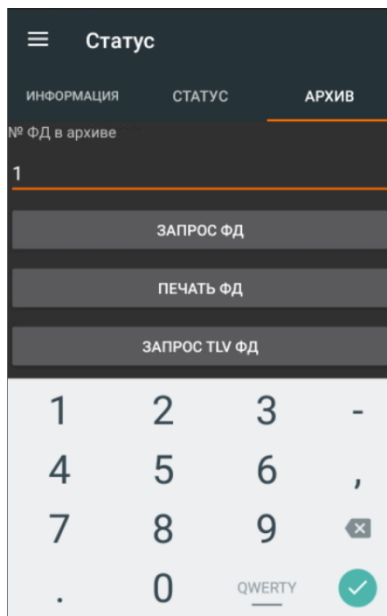 Статус
ИНФОРМАЦИЯ СТАТУС АРХИВ
№ ФД в архиве
1
ЗАПРОС ФД
ПЕЧАТЬ ФД
ЗАПРОС TLV ФД
1 2 3 -
4 5 6 ,
7 8 9
. 0 QWERTY